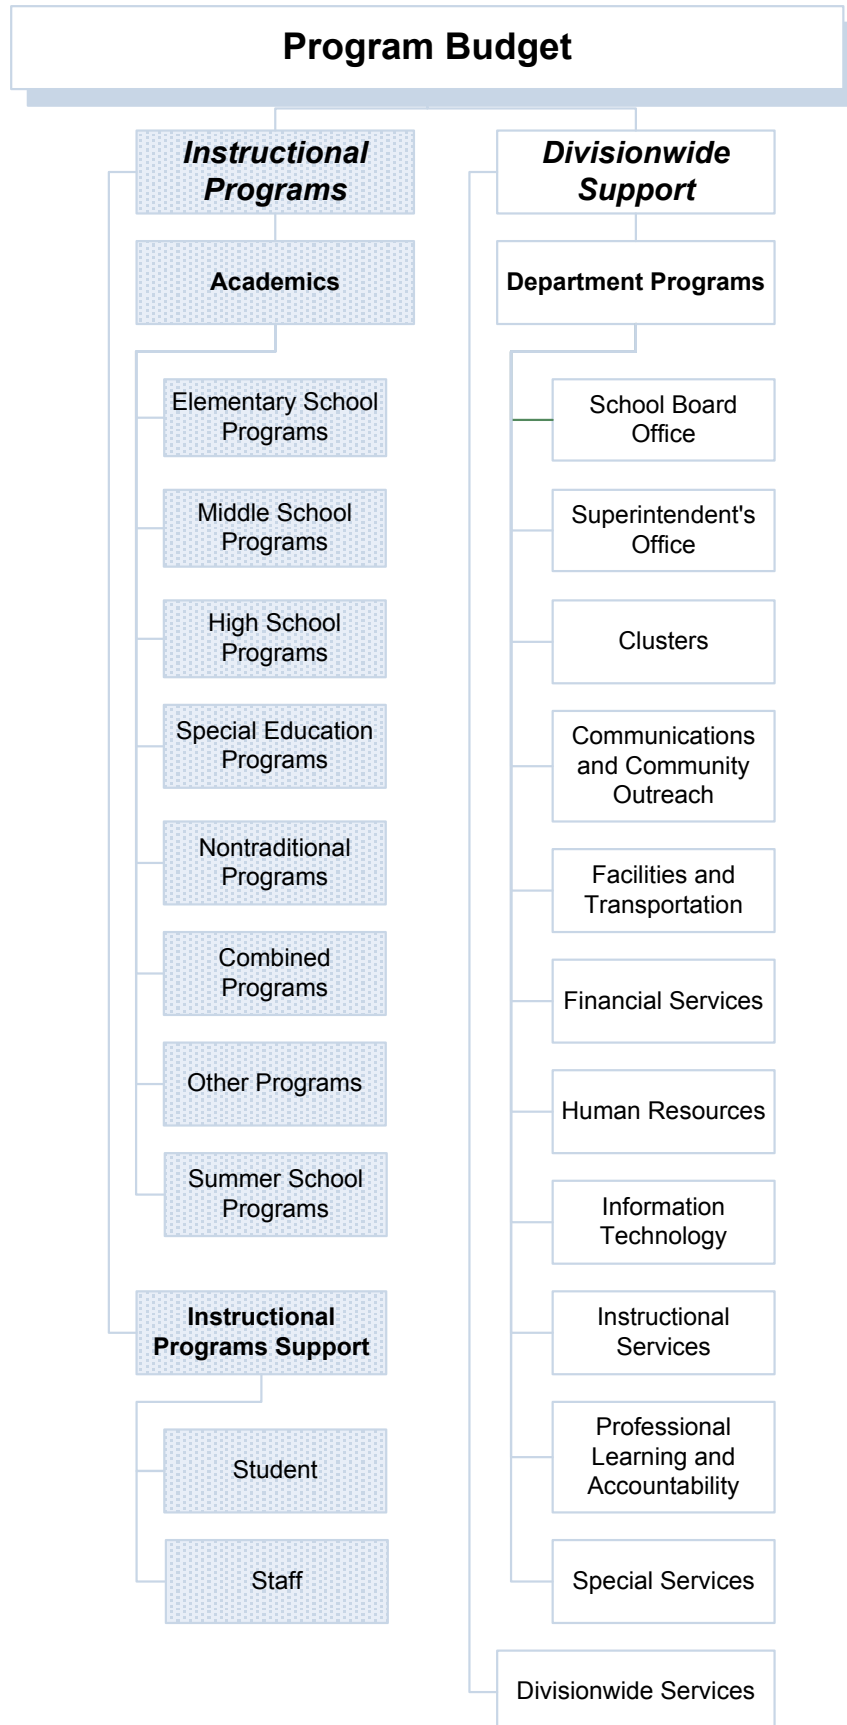 Program Budget
Instructional
Programs
Academics
Elementary School
Programs
Middle School
Programs
High School
Programs
Special Education
Programs
Nontraditional
Programs
Combined
Programs
Other Programs
Summer School
Programs
Instructional
Programs Support
Student
Staff
Divisionwide
Support
Department Programs
School Board
Office
Superintendent's
Office
Clusters
Communications
and Community
Outreach
Facilities and
Transportation
Financial Services
Human Resources
Information
Technology
Instructional
Services
Professional
Learning and
Accountability
Special Services
Divisionwide Services